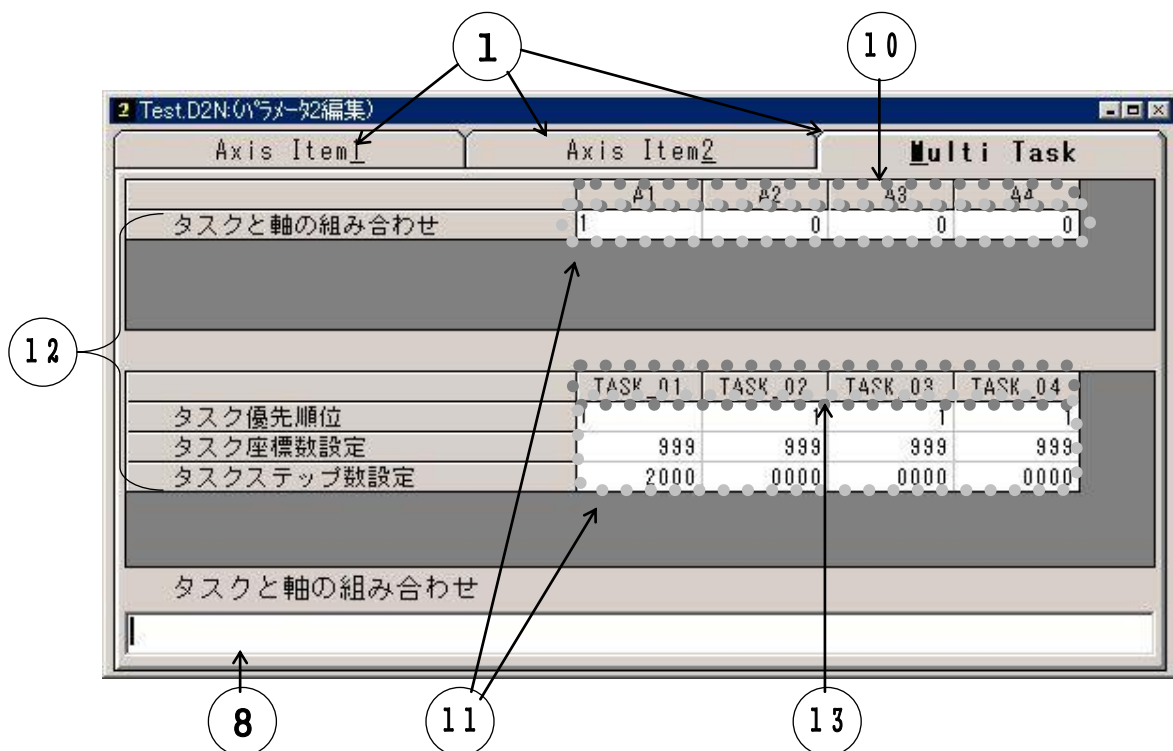 1 10
2 Test.D2N:(パラメータ2編集)
Axis Item1 Axis Item2 Multi Task
A1 A2 A3 A4
タスクと軸の組み合わせ 1 0 0 0
12
TASK_01 TASK_02 TASK_03 TASK_04
タスク優先順位 1 1 1 1
タスク座標数設定 999 999 999 999
タスクステップ数設定 2000 0000 0000 0000
タスクと軸の組み合わせ
8 11 13